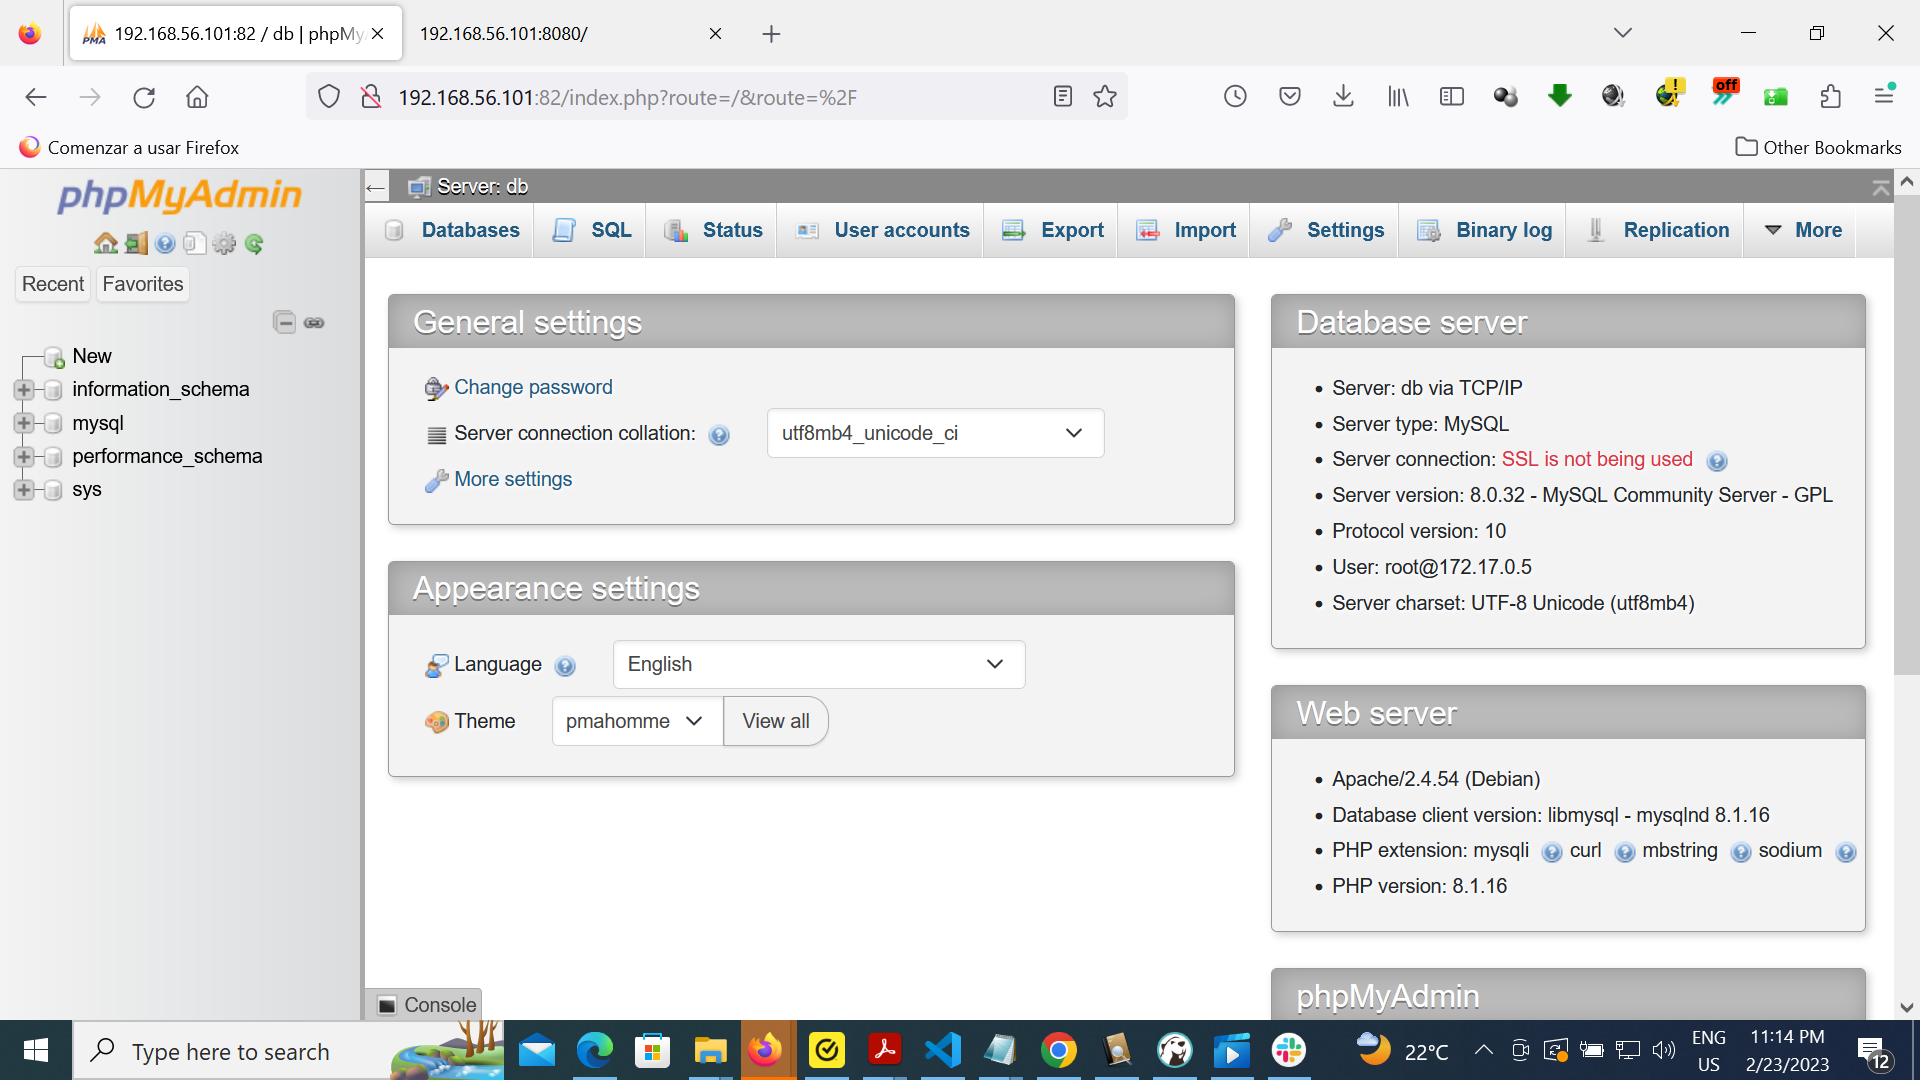 192.168.56.101:82 / db | phpMy
192.168.56.101:8080/
192.168.56.101:82/index.php?route=/&route=%2F
off
Comenzar a usar Firefox
Other Bookmarks
phpMyAdmin
Recent
Favorites
New
information_schema
mysql
performance_schema
sys
Server: db
Databases
SQL
Status
User accounts
Export
Import
Settings
Binary log
Replication
More
General settings
Change password
Server connection collation:
utf8mb4_unicode_ci
More settings
Appearance settings
Language
English
Theme
pmahomme
View all
Database server
Server: db via TCP/IP
Server type: MySQL
Server connection: SSL is not being used
Server version: 8.0.32 - MySQL Community Server - GPL
Protocol version: 10
User: root@172.17.0.5
Server charset: UTF-8 Unicode (utf8mb4)
Web server
Apache/2.4.54 (Debian)
Database client version: libmysql - mysqlnd 8.1.16
PHP extension: mysqli curl mbstring sodium
PHP version: 8.1.16
phpMyAdmin
Console
Type here to search
22°C
ENG
US
11:14 PM
2/23/2023
12